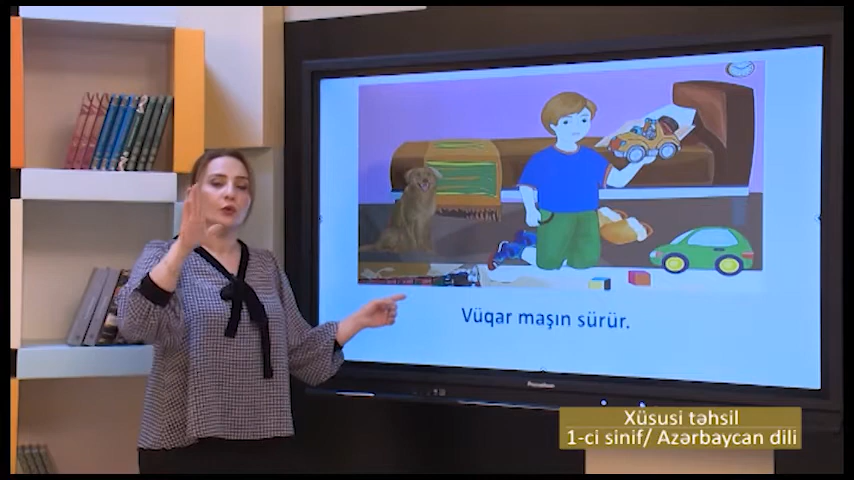 Vüqar maşın sürür.
Xüsusi təhsil
1-ci sinif/ Azərbaycan dili